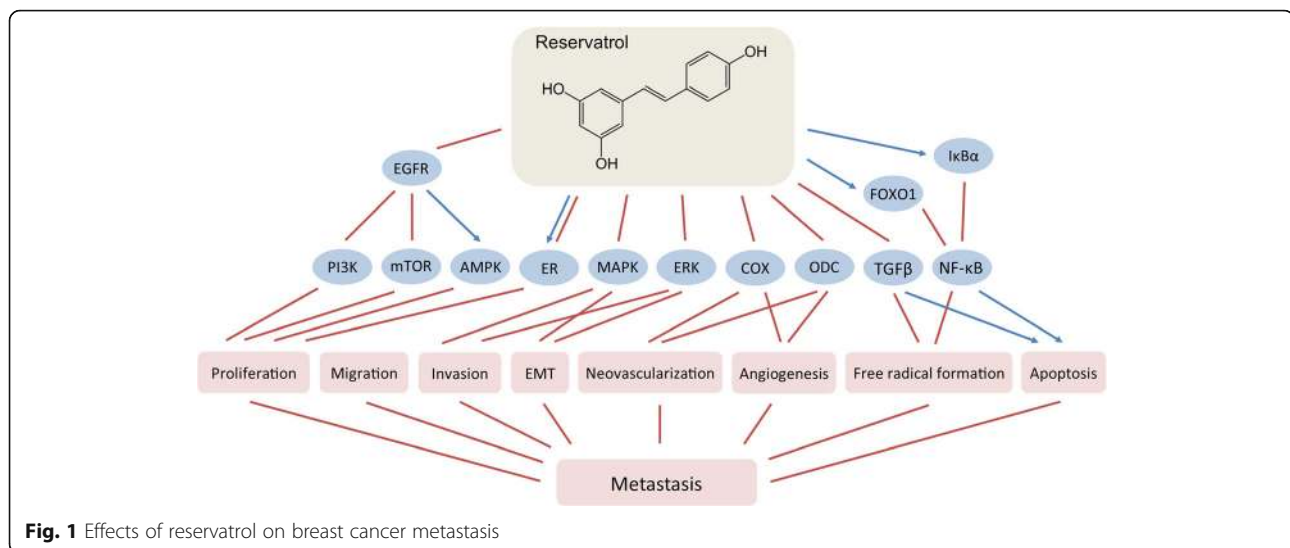 Reservatrol
OH
HO
OH
IκBα
EGFR
FOXO1
PI3K mTOR AMPK ER MAPK ERK COX ODC TGFβ NF-κB
Proliferation Migration Invasion EMT Neovascularization Angiogenesis Free radical formation Apoptosis
Metastasis
Fig. 1 Effects of reservatrol on breast cancer metastasis